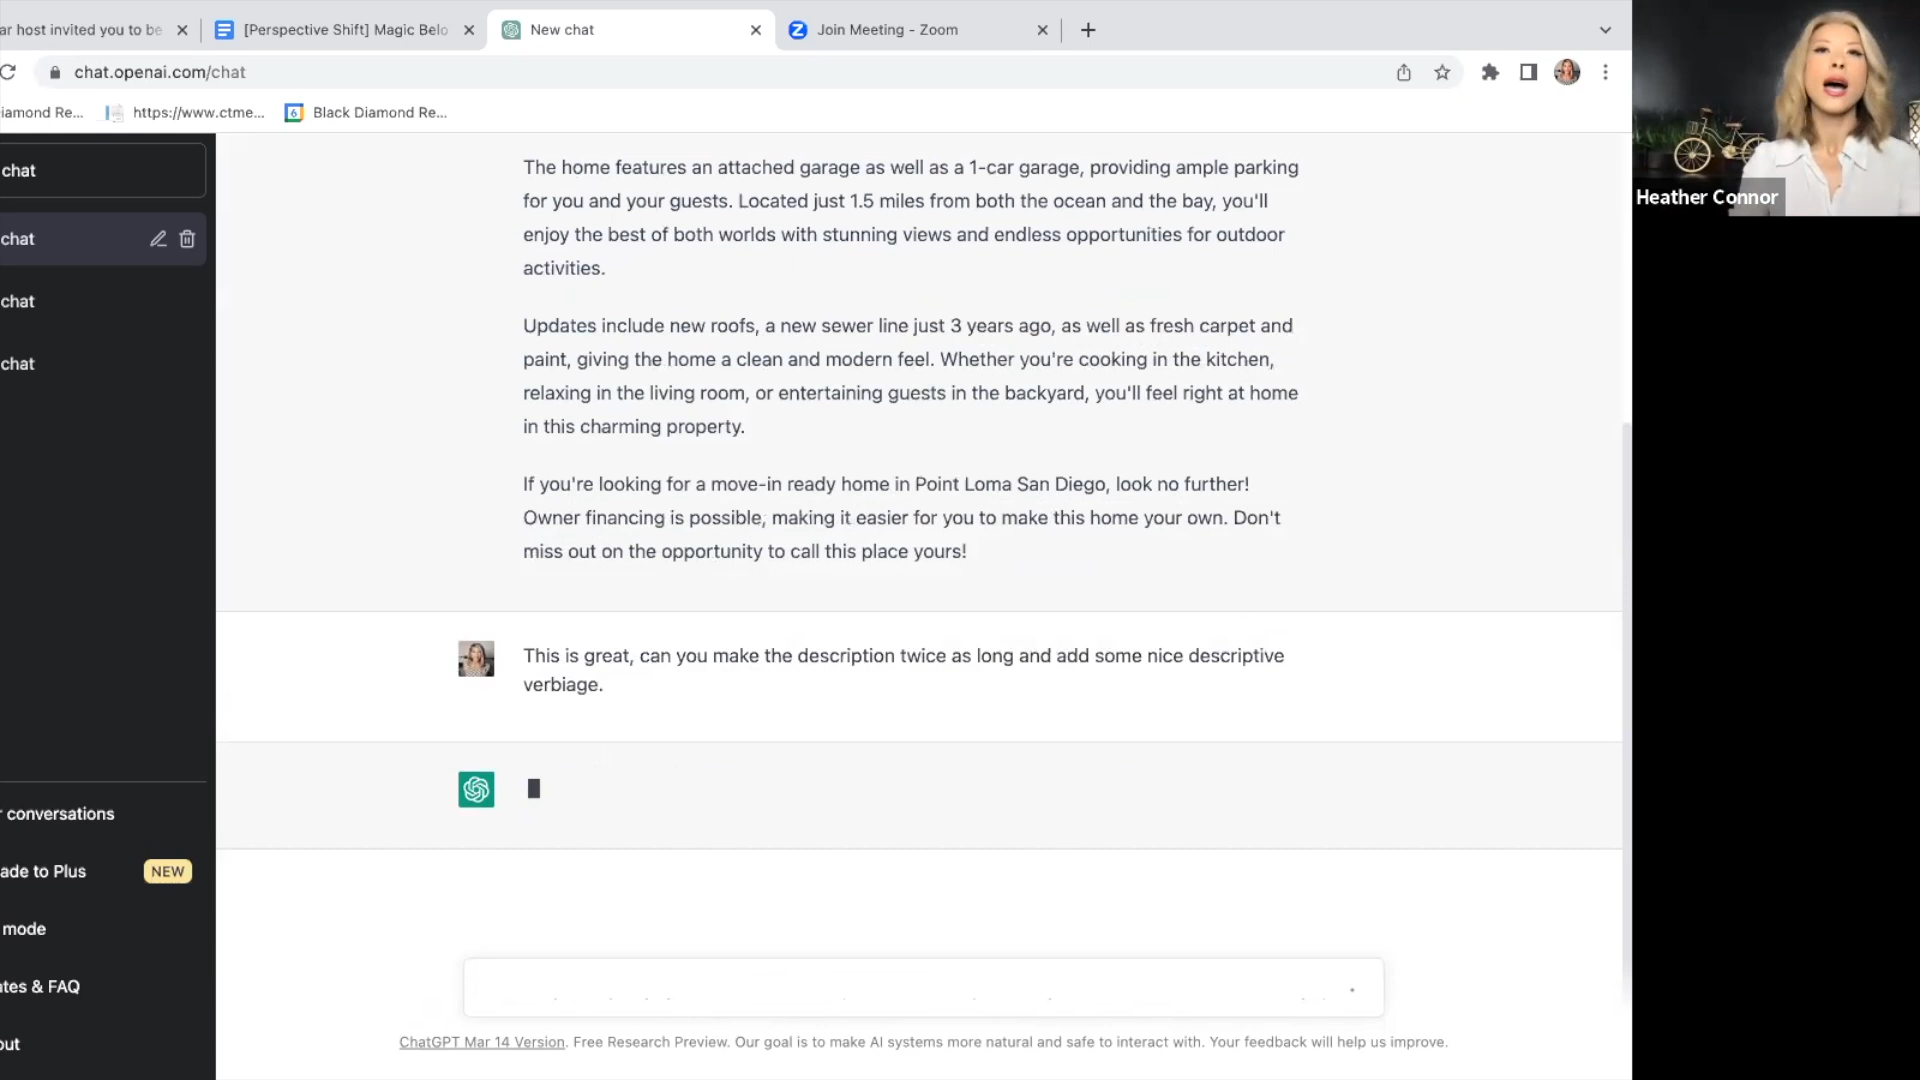 ar host invited you to be
[Perspective Shift] Magic Belo
New chat
Join Meeting - Zoom
chat.openai.com/chat
iamond Re...
https://www.ctme...
6
Black Diamond Re...
Heather Connor
chat
chat
chat
chat
r conversations
ade to Plus
NEW
mode
ates & FAQ
out
The home features an attached garage as well as a 1-car garage, providing ample parking
for you and your guests. Located just 1.5 miles from both the ocean and the bay, you'll
enjoy the best of both worlds with stunning views and endless opportunities for outdoor
activities.
Updates include new roofs, a new sewer line just 3 years ago, as well as fresh carpet and
paint, giving the home a clean and modern feel. Whether you're cooking in the kitchen,
relaxing in the living room, or entertaining guests in the backyard, you'll feel right at home
in this charming property.
If you're looking for a move-in ready home in Point Loma San Diego, look no further!
Owner financing is possible, making it easier for you to make this home your own. Don't
miss out on the opportunity to call this place yours!
This is great, can you make the description twice as long and add some nice descriptive
verbiage.
ChatGPT Mar 14 Version. Free Research Preview. Our goal is to make AI systems more natural and safe to interact with. Your feedback will help us improve.